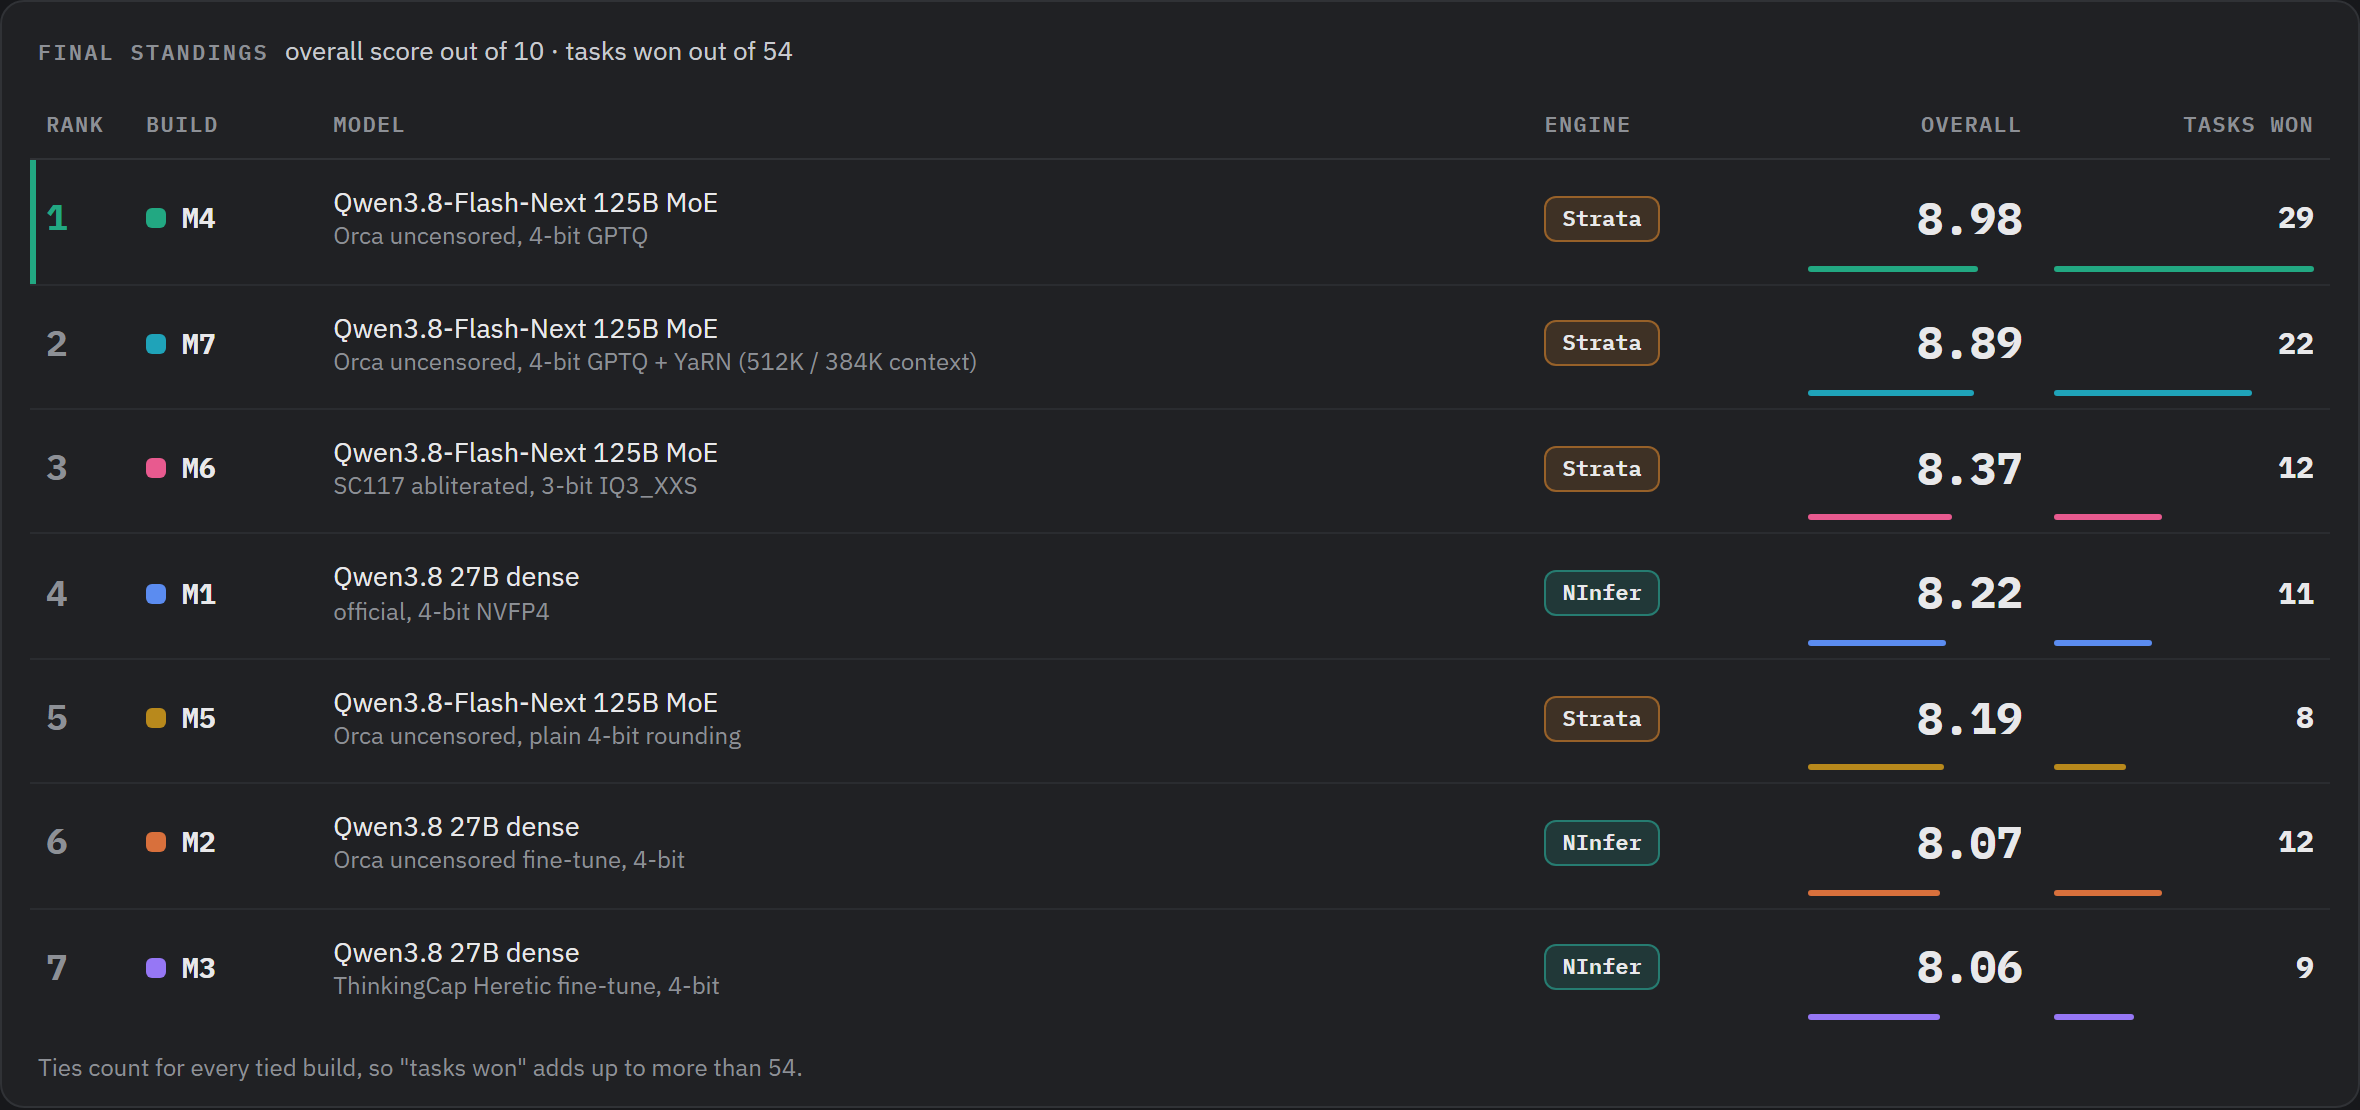 FINAL STANDINGS overall score out of 10 · tasks won out of 54
RANK BUILD MODEL ENGINE OVERALL TASKS WON
1 M4 Qwen3.8-Flash-Next 125B MoE Strata 8.98 29
Orca uncensored, 4-bit GPTQ
2 M7 Qwen3.8-Flash-Next 125B MoE Strata 8.89 22
Orca uncensored, 4-bit GPTQ + YaRN (512K / 384K context)
3 M6 Qwen3.8-Flash-Next 125B MoE Strata 8.37 12
SC117 abliterated, 3-bit IQ3_XXS
4 M1 Qwen3.8 27B dense NInfer 8.22 11
official, 4-bit NVFP4
5 M5 Qwen3.8-Flash-Next 125B MoE Strata 8.19 8
Orca uncensored, plain 4-bit rounding
6 M2 Qwen3.8 27B dense NInfer 8.07 12
Orca uncensored fine-tune, 4-bit
7 M3 Qwen3.8 27B dense NInfer 8.06 9
ThinkingCap Heretic fine-tune, 4-bit
Ties count for every tied build, so "tasks won" adds up to more than 54.